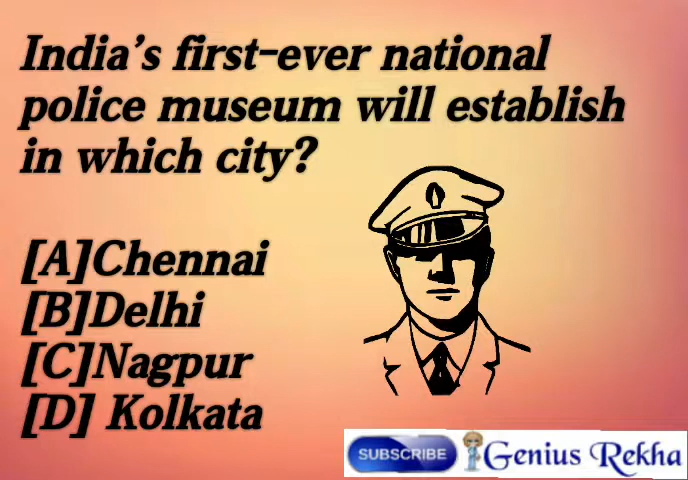 India's first-ever national
police museum will establish
in which city?
[A]Chennai
[B]Delhi
[C]Nagpur
[D] Kolkata
SUBSCRIBE
Genius Rekha